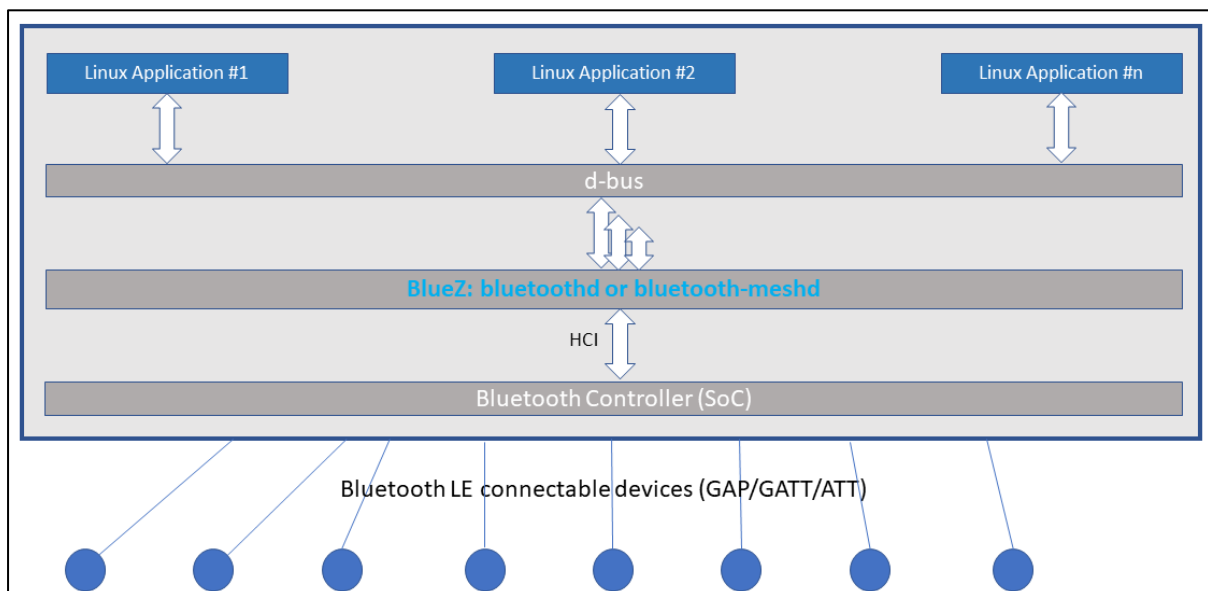 Linux Application #1
Linux Application #2
Linux Application #n
d-bus
BlueZ: bluetoothd or bluetooth-meshd
HCI
Bluetooth Controller (SoC)
Bluetooth LE connectable devices (GAP/GATT/ATT)